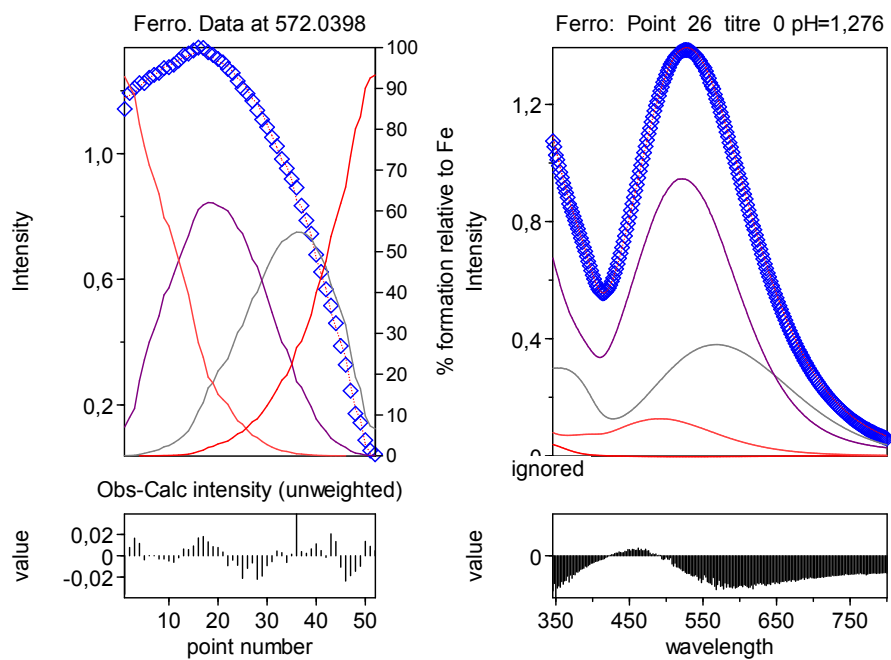 Ferro. Data at 572.0398
Ferro: Point 26 titre 0 pH=1,276
Intensity
1,0
0,6
0,2
100
90
80
70
60
50
40
30
20
10
0
% formation relative to Fe
Intensity
1,2
0,8
0,4
0
ignored
Obs-Calc intensity (unweighted)
value
0,02
0
-0,02
10 20 30 40 50
point number
value
0
350 450 550 650 750
wavelength